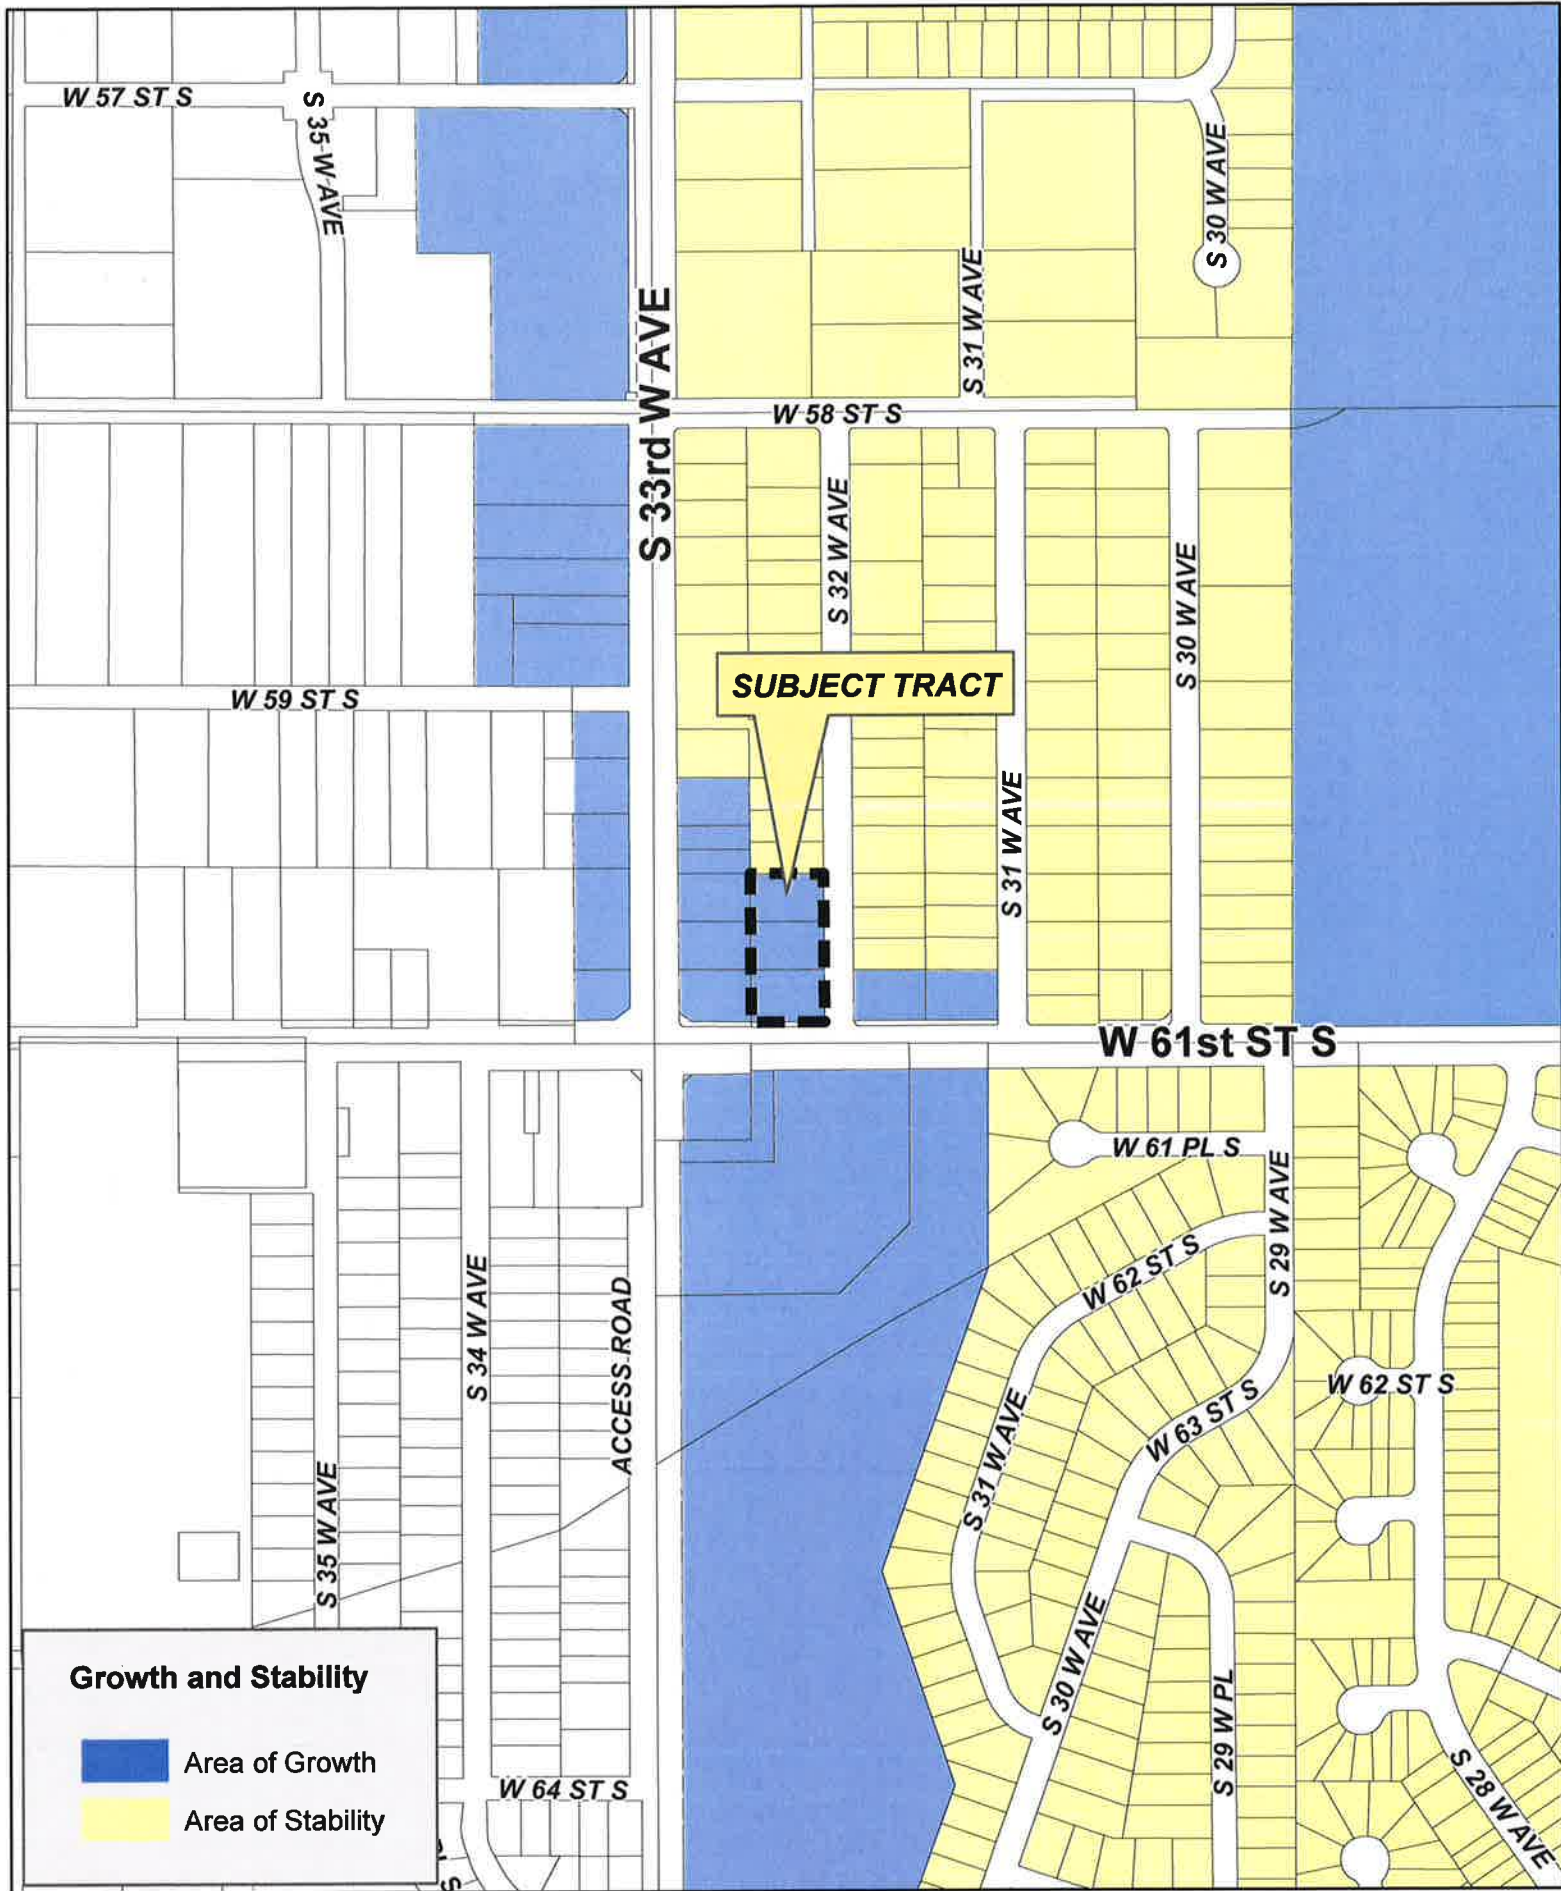 W 57 ST S
S 35 W AVE
S 30 W AVE
S 31 W AVE
S 33rd W AVE
W 58 ST S
S 32 W AVE
S 30 W AVE
W 59 ST S
SUBJECT TRACT
S 31 W AVE
W 61st ST S
W 61 PL S
S 29 W AVE
W 62 ST S
S 34 W AVE
ACCESS ROAD
W 62 ST S
S 31 W AVE
W 63 ST S
S 35 W AVE
S 30 W AVE
S 29 W PL
S 28 W AVE
W 64 ST S
Growth and Stability
Area of Growth
Area of Stability